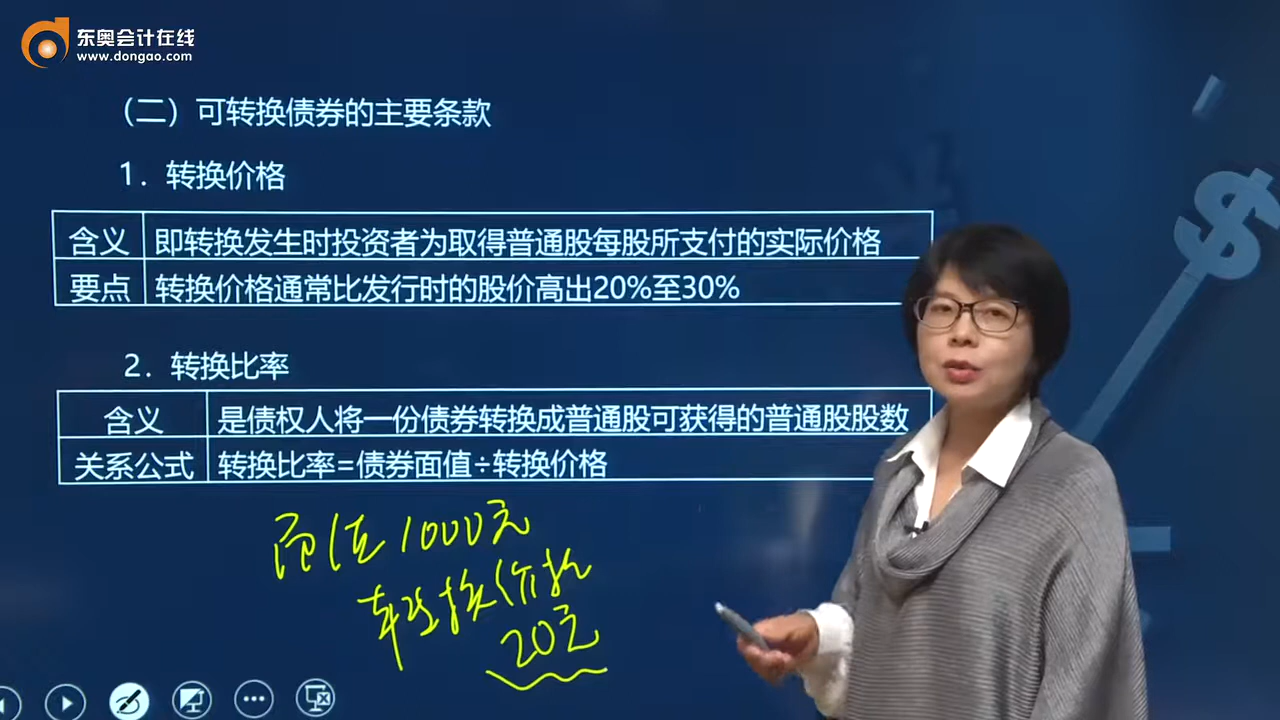 东奥会计在线
www.dongao.com
（二）可转换债券的主要条款
1．转换价格
含义 即转换发生时投资者为取得普通股每股所支付的实际价格
要点 转换价格通常比发行时的股价高出20%至30%
2．转换比率
含义 是债权人将一份债券转换成普通股可获得的普通股股数
关系公式 转换比率=债券面值÷转换价格
面值1000元
转换价格
20元